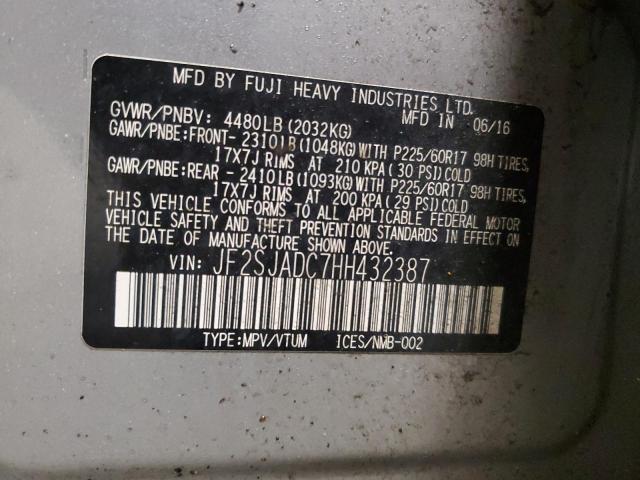 MFD BY FUJI HEAVY INDUSTRIES LTD.
GVWR/PNBV: 4480LB(2032KG) MFD IN 06/16
GAWR/PNBE:FRONT- 2310LB(1048KG)WITH P225/60R17 98H TIRES,
17X7J RIMS AT 210 KPA( 30 PSI)COLD
GAWR/PNBE:REAR - 2410LB(1093KG)WITH P225/60R17 98H TIRES,
17X7J RIMS AT 200 KPA( 29 PSI)COLD
THIS VEHICLE CONFORMS TO ALL APPLICABLE FEDERAL MOTOR
VEHICLE SAFETY AND THEFT PREVENTION STANDARDS IN EFFECT ON
THE DATE OF MANUFACTURE SHOWN ABOVE.
VIN: JF2SJADC7HH432387
TYPE:MPV/VTUM ICES/NMB-002